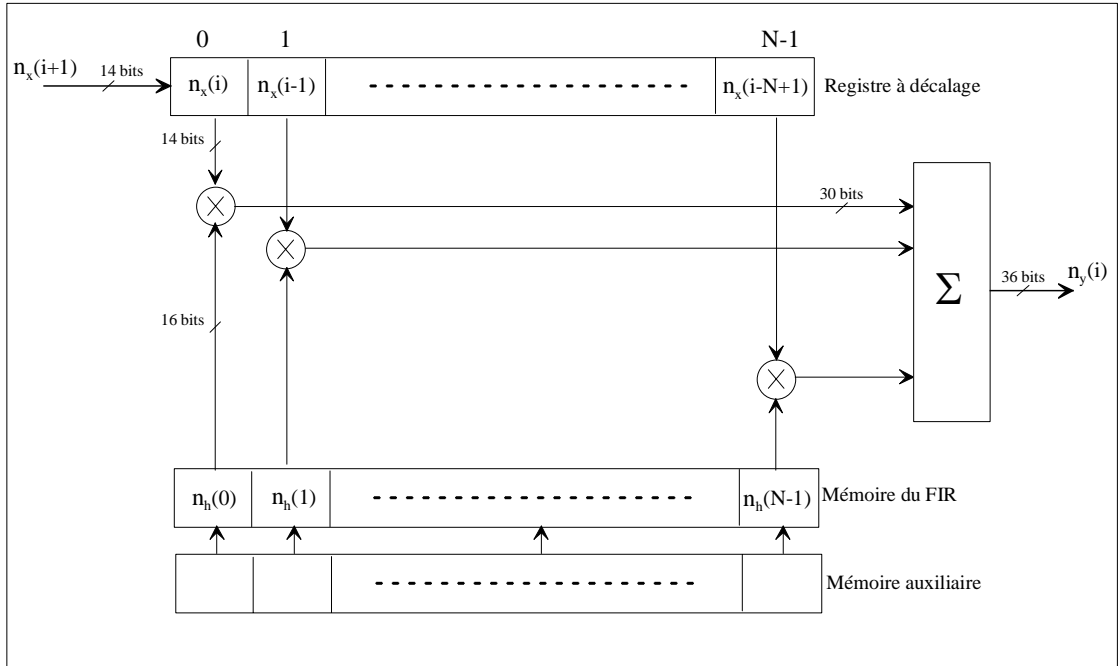 0 1 N-1
n_x(i+1) 14 bits n_x(i) n_x(i-1) n_x(i-N+1) Registre à décalage
14 bits
30 bits
Σ 36 bits n_y(i)
16 bits
n_h(0) n_h(1) n_h(N-1) Mémoire du FIR
Mémoire auxiliaire